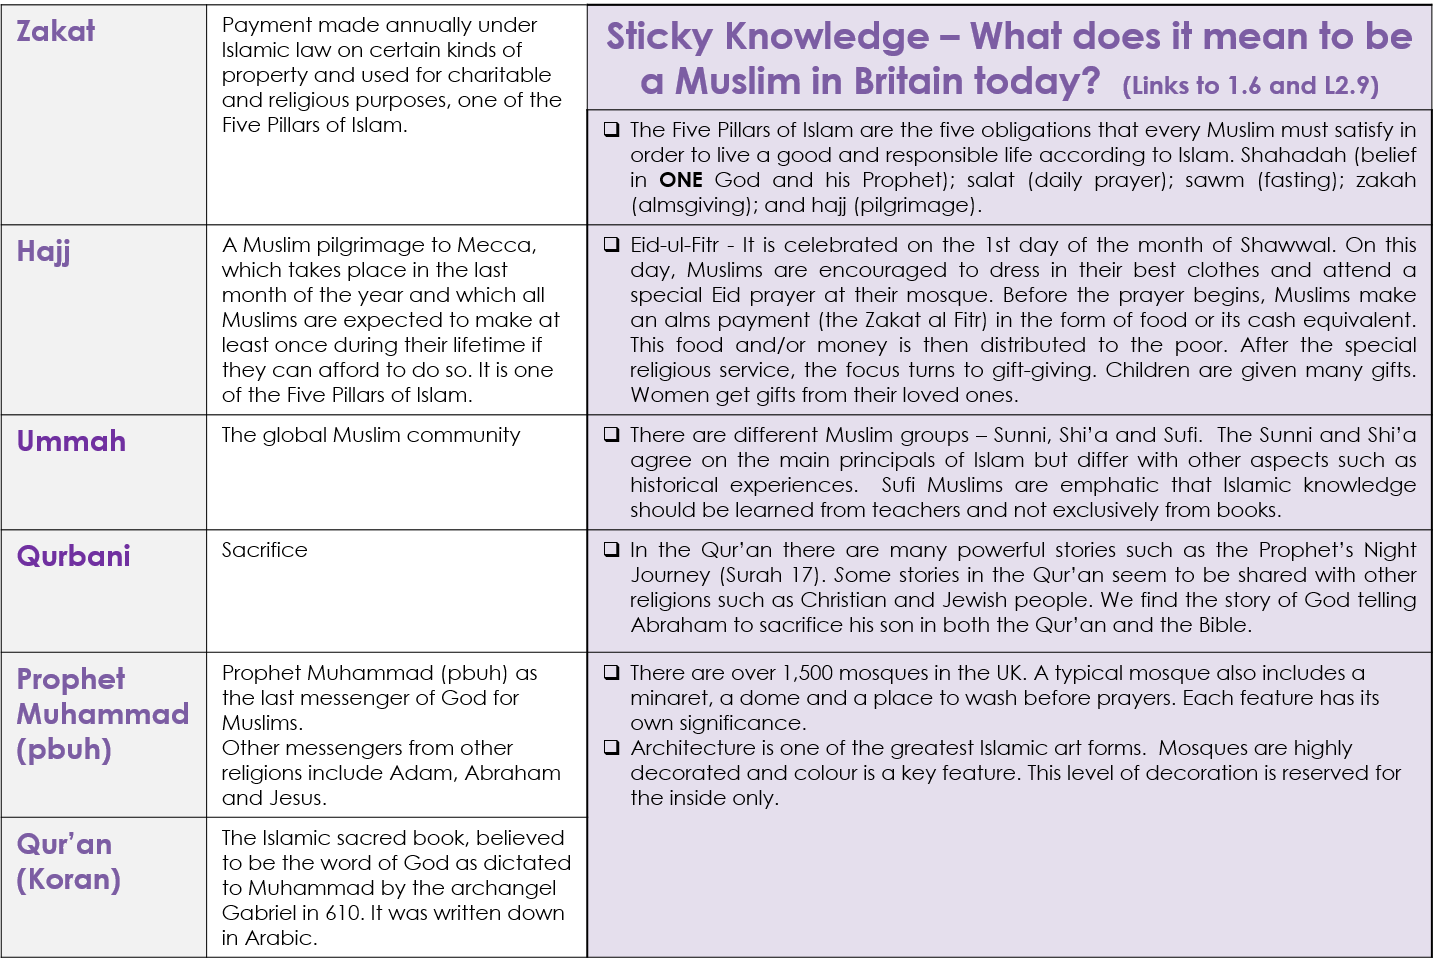 Zakat
Payment made annually under
Islamic law on certain kinds of
property and used for charitable
and religious purposes, one of the
Five Pillars of Islam.
Hajj
A Muslim pilgrimage to Mecca,
which takes place in the last
month of the year and which all
Muslims are expected to make at
least once during their lifetime if
they can afford to do so. It is one
of the Five Pillars of Islam.
Ummah
The global Muslim community
Qurbani
Sacrifice
Prophet
Muhammad
(pbuh)
Prophet Muhammad (pbuh) as
the last messenger of God for
Muslims.
Other messengers from other
religions include Adam, Abraham
and Jesus.
Qur’an
(Koran)
The Islamic sacred book, believed
to be the word of God as dictated
to Muhammad by the archangel
Gabriel in 610. It was written down
in Arabic.
Sticky Knowledge – What does it mean to be
a Muslim in Britain today? (Links to 1.6 and L2.9)
❑ The Five Pillars of Islam are the five obligations that every Muslim must satisfy in
order to live a good and responsible life according to Islam. Shahadah (belief
in ONE God and his Prophet); salat (daily prayer); sawm (fasting); zakah
(almsgiving); and hajj (pilgrimage).
❑ Eid-ul-Fitr - It is celebrated on the 1st day of the month of Shawwal. On this
day, Muslims are encouraged to dress in their best clothes and attend a
special Eid prayer at their mosque. Before the prayer begins, Muslims make
an alms payment (the Zakat al Fitr) in the form of food or its cash equivalent.
This food and/or money is then distributed to the poor. After the special
religious service, the focus turns to gift-giving. Children are given many gifts.
Women get gifts from their loved ones.
❑ There are different Muslim groups – Sunni, Shi’a and Sufi. The Sunni and Shi’a
agree on the main principals of Islam but differ with other aspects such as
historical experiences. Sufi Muslims are emphatic that Islamic knowledge
should be learned from teachers and not exclusively from books.
❑ In the Qur’an there are many powerful stories such as the Prophet’s Night
Journey (Surah 17). Some stories in the Qur’an seem to be shared with other
religions such as Christian and Jewish people. We find the story of God telling
Abraham to sacrifice his son in both the Qur’an and the Bible.
❑ There are over 1,500 mosques in the UK. A typical mosque also includes a
minaret, a dome and a place to wash before prayers. Each feature has its
own significance.
❑ Architecture is one of the greatest Islamic art forms. Mosques are highly
decorated and colour is a key feature. This level of decoration is reserved for
the inside only.